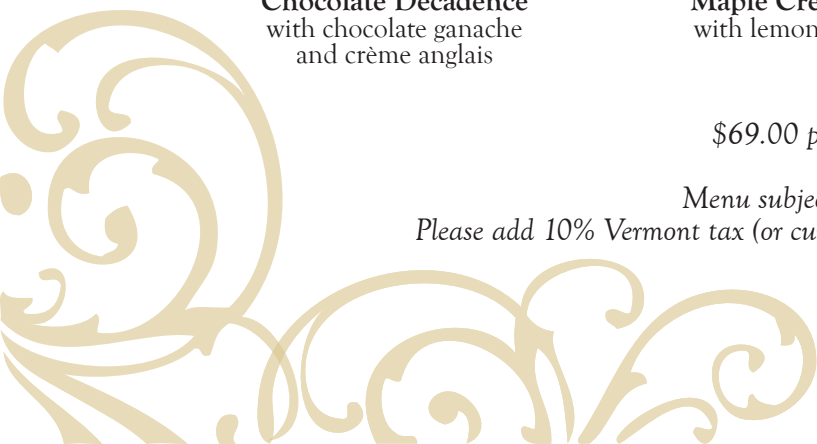 Chocolate Decadence
with chocolate ganache
and crème anglais
Maple
with lemon
$69.00
Menu
Please add 10% Vermont tax (or